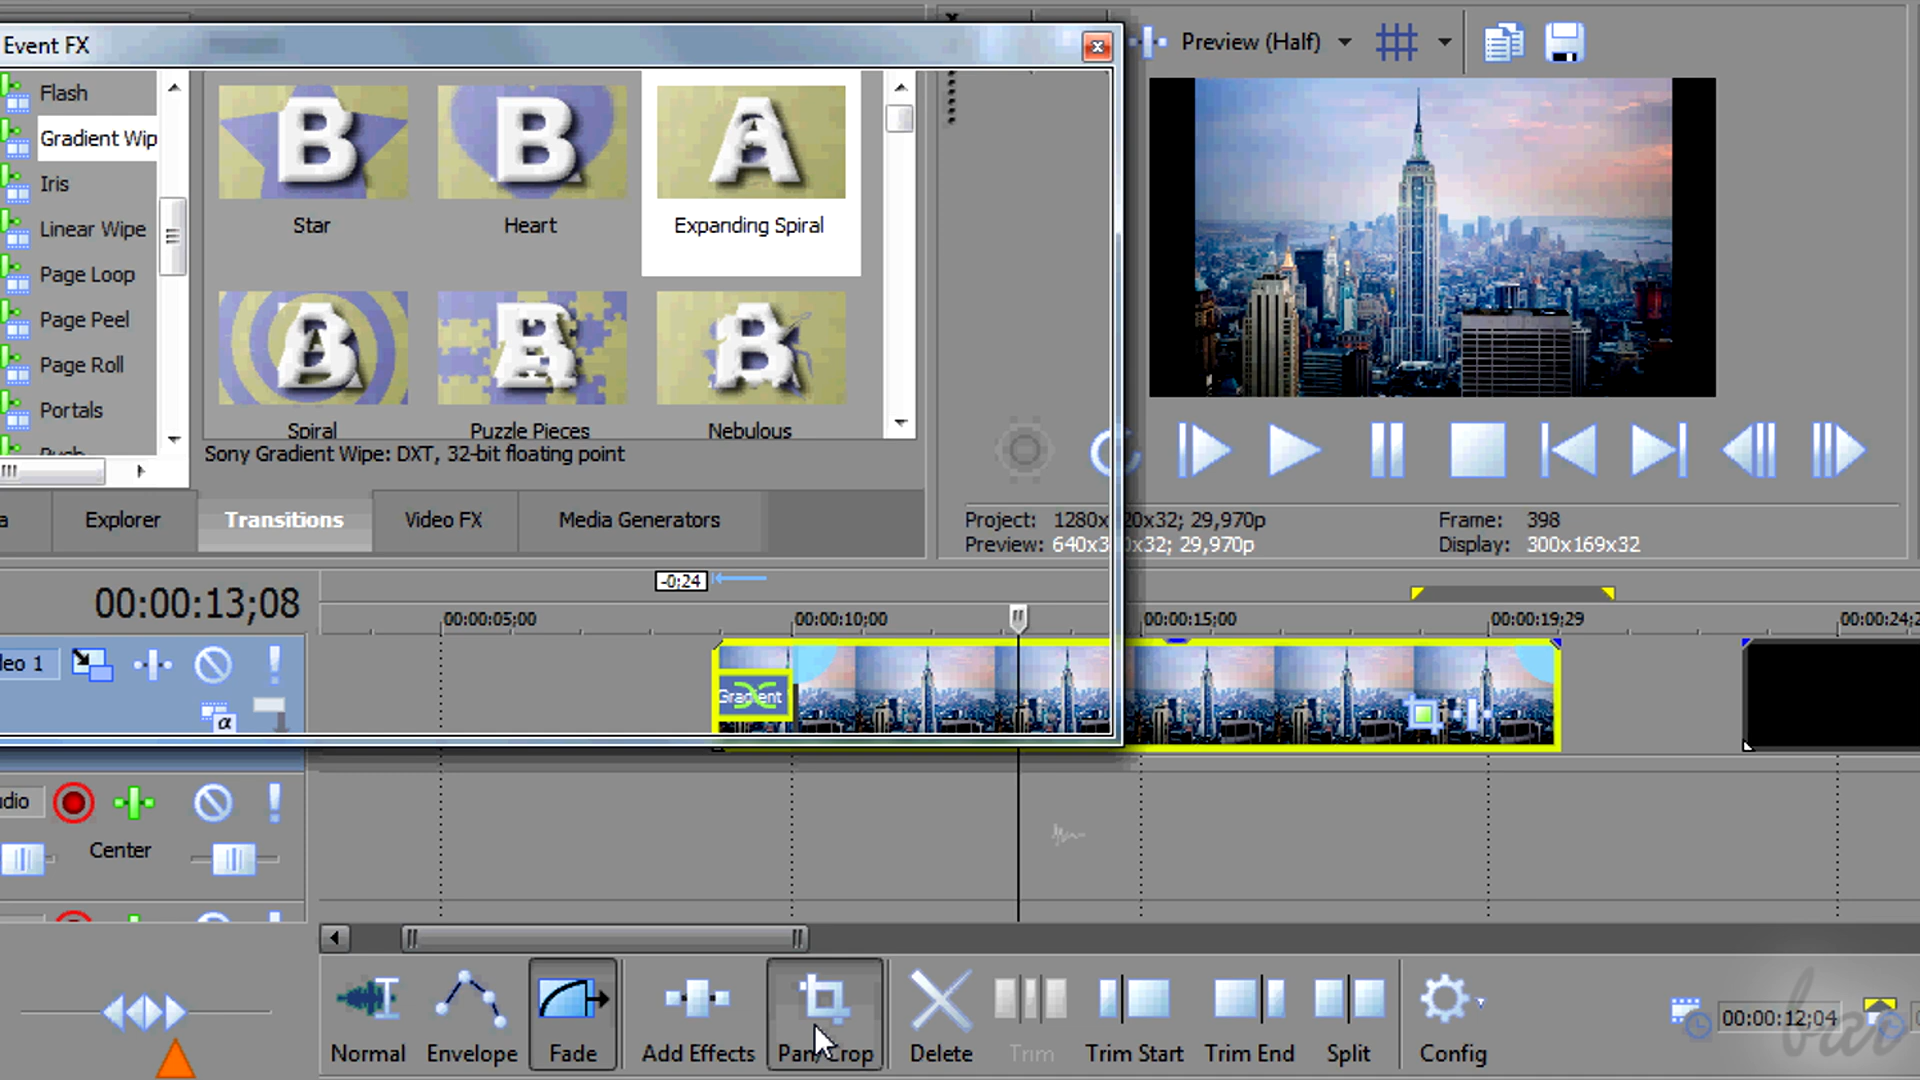 Event FX
Preview (Half)
Flash
Gradient Wip
Iris
Linear Wipe
Page Loop
Page Peel
Page Roll
Portals
Push
B
Star
B
Heart
A
Expanding Spiral
B
Spiral
B
Puzzle Pieces
B
Nebulous
Sony Gradient Wipe: DXT, 32-bit floating point
a
Explorer
Transitions
Video FX
Media Generators
Project: 1280x 20x32; 29,970p
Preview: 640x3 0x32; 29,970p
Frame: 398
Display: 300x169x32
00:00:13;08
-0;24
00:00:05;00
00:00:10;00
00:00:15;00
00:00:19;29
00:00:24;2
deo 1
Gradient
α
udio
Center
Normal
Envelope
Fade
Add Effects
Pan/Crop
Delete
Trim
Trim Start
Trim End
Split
Config
00:00:12;04